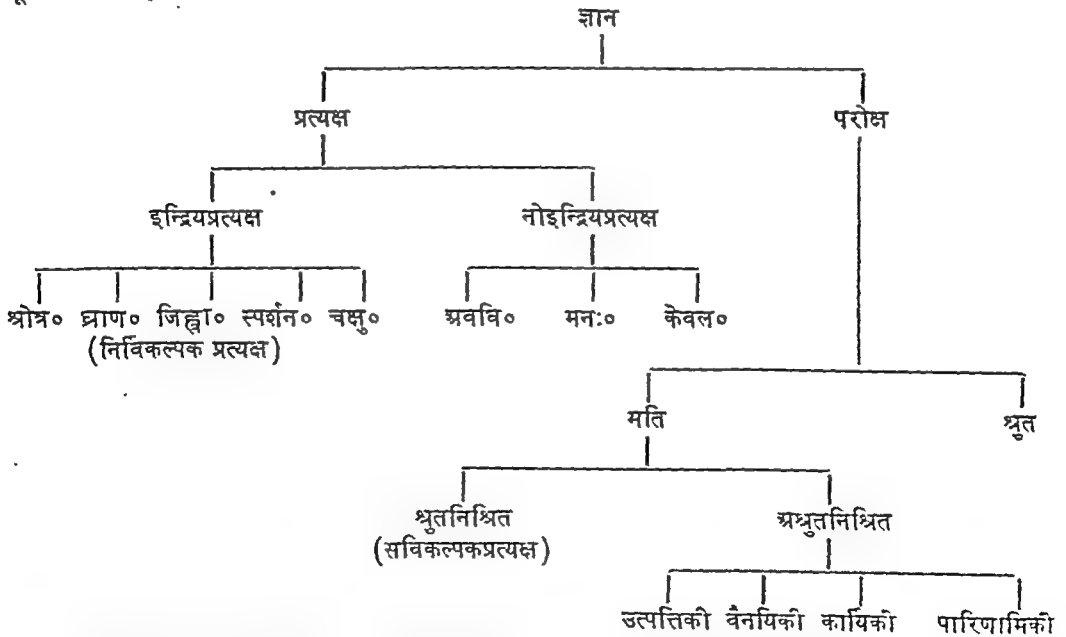 ज्ञान
प्रत्यक्ष परोक्ष
इन्द्रियप्रत्यक्ष नोइन्द्रियप्रत्यक्ष
श्रोत्र० घ्राण० जिह्वा० स्पर्शन० चक्षु० अवधि० मनः० केवल०
(निर्विकल्पक प्रत्यक्ष)
मति श्रुत
श्रुतनिश्रित अश्रुतनिश्रित
(सविकल्पकप्रत्यक्ष)
उत्पत्तिकी वैनयिकी कायिकी पारिणामिकी